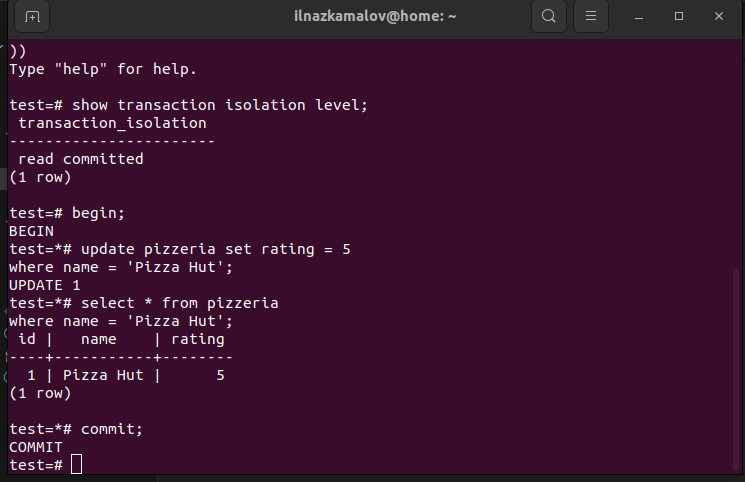 ilnazkamalov@home: ~
))
Type "help" for help.
test=# show transaction isolation level;
 transaction_isolation
-----------------------
 read committed
(1 row)
test=# begin;
BEGIN
test=*# update pizzeria set rating = 5
where name = 'Pizza Hut';
UPDATE 1
test=*# select * from pizzeria
where name = 'Pizza Hut';
 id |   name    | rating
----+-----------+--------
  1 | Pizza Hut |      5
(1 row)
test=*# commit;
COMMIT
test=#